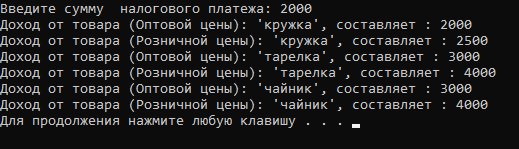 Введите сумму  налогового платежа: 2000
Доход от товара (Оптовой цены): 'кружка', составляет : 2000
Доход от товара (Розничной цены): 'кружка', составляет : 2500
Доход от товара (Оптовой цены): 'тарелка', составляет : 3000
Доход от товара (Розничной цены): 'тарелка', составляет : 4000
Доход от товара (Оптовой цены): 'чайник', составляет : 3000
Доход от товара (Розничной цены): 'чайник', составляет : 4000
Для продолжения нажмите любую клавишу . . .